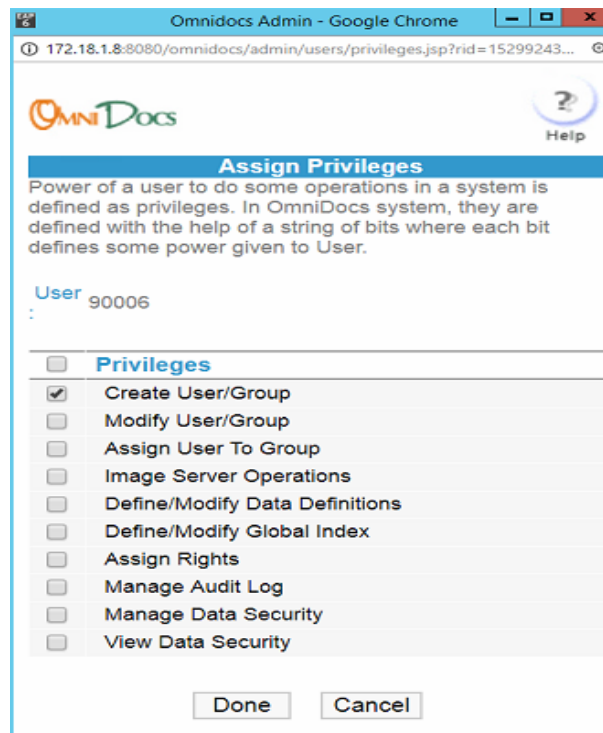 Omnidocs Admin - Google Chrome
172.18.1.8:8080/omnidocs/admin/users/privileges.jsp?rid=15299243...
OMNIDOCS
?
Help
Assign Privileges
Power of a user to do some operations in a system is
defined as privileges. In OmniDocs system, they are
defined with the help of a string of bits where each bit
defines some power given to User.
User
: 90006
Privileges
Create User/Group
Modify User/Group
Assign User To Group
Image Server Operations
Define/Modify Data Definitions
Define/Modify Global Index
Assign Rights
Manage Audit Log
Manage Data Security
View Data Security
Done Cancel